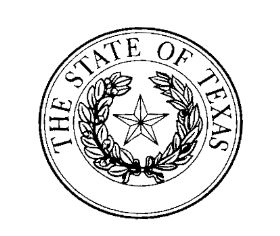 THE STATE OF TEXAS